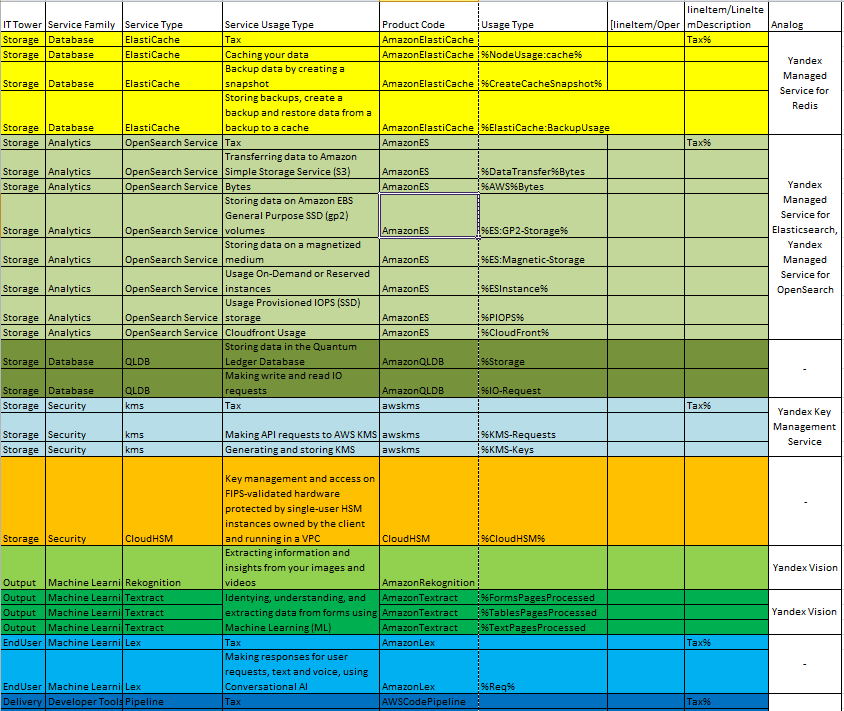 lineItem/LineIte
IT Tower Service Family Service Type Service Usage Type Product Code Usage Type [lineItem/Oper mDescription Analog
Storage Database ElastiCache Tax AmazonElastiCache Tax%
Storage Database ElastiCache Caching your data AmazonElastiCache %NodeUsage:cache%
Backup data by creating a
Storage Database ElastiCache snapshot AmazonElastiCache %CreateCacheSnapshot%
Storing backups, create a
backup and restore data from a
Storage Database ElastiCache backup to a cache AmazonElastiCache %ElastiCache:BackupUsage
Yandex
Managed
Service for
Redis
Storage Analytics OpenSearch Service Tax AmazonES Tax%
Transferring data to Amazon
Storage Analytics OpenSearch Service Simple Storage Service (S3) AmazonES %DataTransfer%Bytes
Storage Analytics OpenSearch Service Bytes AmazonES %AWS%Bytes
Storing data on Amazon EBS
General Purpose SSD (gp2)
Storage Analytics OpenSearch Service volumes AmazonES %ES:GP2-Storage%
Storing data on a magnetized
Storage Analytics OpenSearch Service medium AmazonES %ES:Magnetic-Storage
Usage On-Demand or Reserved
Storage Analytics OpenSearch Service instances AmazonES %ESInstance%
Usage Provisioned IOPS (SSD)
Storage Analytics OpenSearch Service storage AmazonES %PIOPS%
Storage Analytics OpenSearch Service Cloudfront Usage AmazonES %CloudFront%
Yandex
Managed
Service for
Elasticsearch,
Yandex
Managed
Service for
OpenSearch
Storing data in the Quantum
Storage Database QLDB Ledger Database AmazonQLDB %Storage
Making write and read IO
Storage Database QLDB requests AmazonQLDB %IO-Request
-
Storage Security kms Tax awskms Tax%
Storage Security kms Making API requests to AWS KMS awskms %KMS-Requests
Storage Security kms Generating and storing KMS awskms %KMS-Keys
Yandex Key
Management
Service
Key management and access on
FIPS-validated hardware
protected by single-user HSM
instances owned by the client
Storage Security CloudHSM and running in a VPC CloudHSM %CloudHSM%
-
Extracting information and
insights from your images and
Output Machine Learni Rekognition videos AmazonRekognition
Yandex Vision
Output Machine Learni Textract Identying, understanding, and AmazonTextract %FormsPagesProcessed
Output Machine Learni Textract extracting data from forms using AmazonTextract %TablesPagesProcessed
Output Machine Learni Textract Machine Learning (ML) AmazonTextract %TextPagesProcessed
Yandex Vision
EndUser Machine Learni Lex Tax AmazonLex Tax%
Making responses for user
requests, text and voice, using
EndUser Machine Learni Lex Conversational AI AmazonLex %Req%
-
Delivery Developer Tools Pipeline Tax AWSCodePipeline Tax%